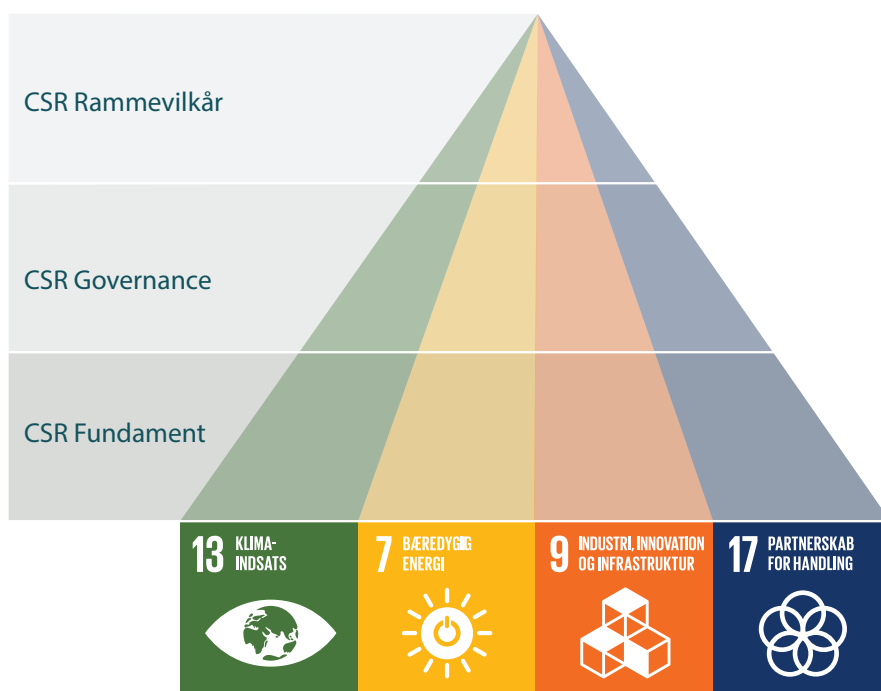 CSR Rammevilkår
CSR Governance
CSR Fundament
13 KLIMA-
INDSATS
7 BÆREDYGIG
ENERGI
9 INDUSTRI, INNOVATION
OG INFRASTRUKTUR
17 PARTNERSKAB
FOR HANDLING